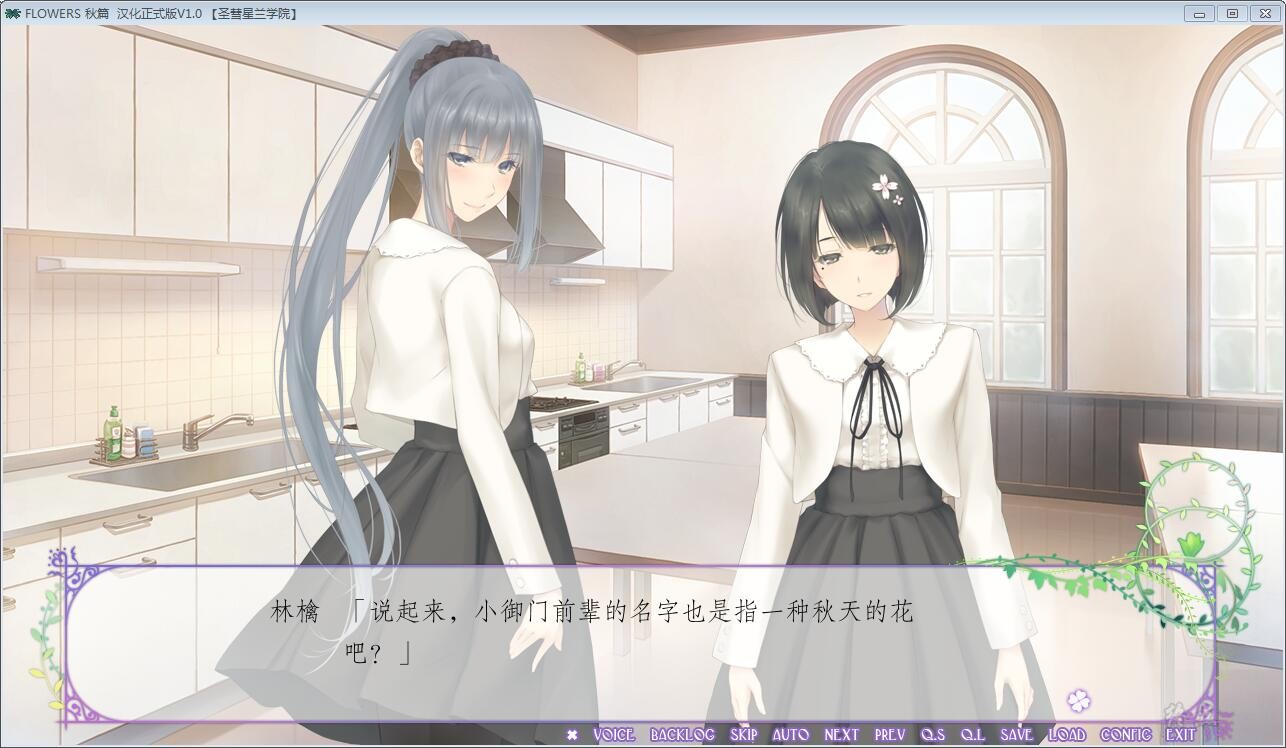 FLOWERS 秋篇 汉化正式版V1.0 【圣彗星兰学院】
林檎 「说起来，小御门前辈的名字也是指一种秋天的花
吧？」
VOICE BACKLOG SKIP AUTO NEXT PREV Q.S Q.L SAVE LOAD CONFIG EXIT